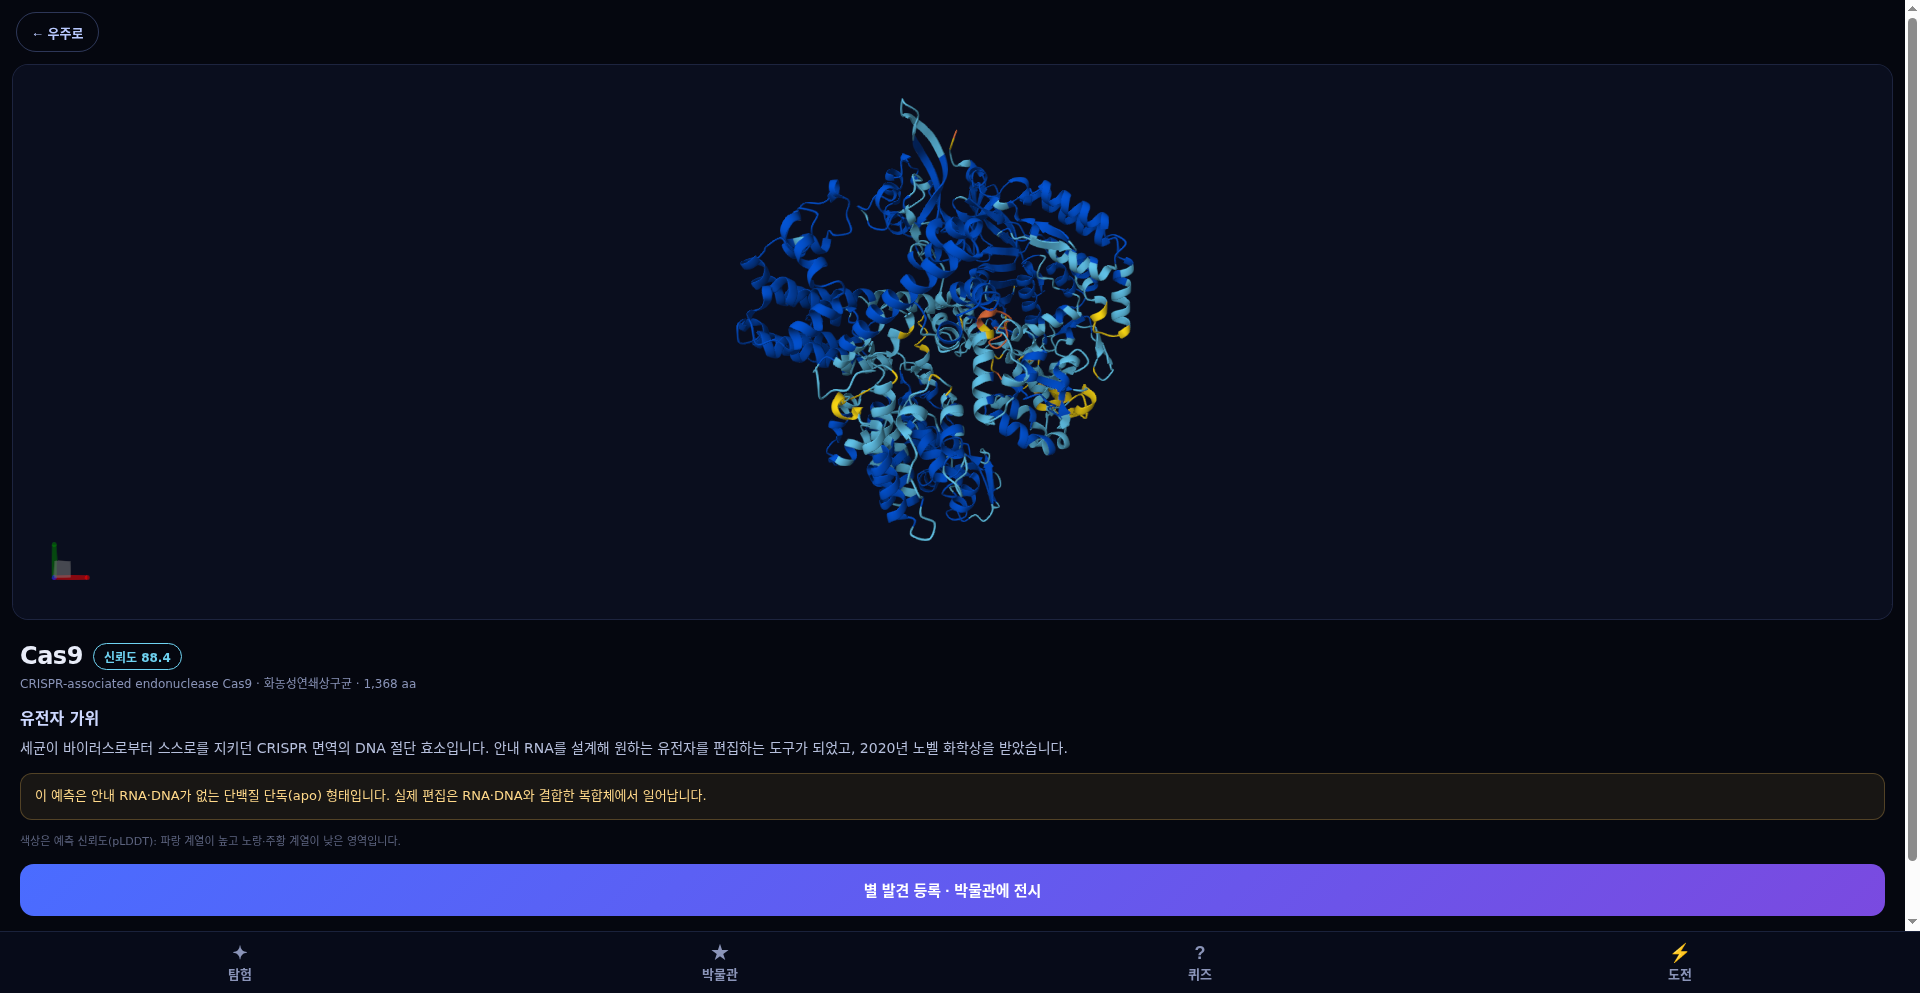 ← 우주로
Cas9 신뢰도 88.4
CRISPR-associated endonuclease Cas9 · 화농성연쇄상구균 · 1,368 aa
유전자 가위
세균이 바이러스로부터 스스로를 지키던 CRISPR 면역의 DNA 절단 효소입니다. 안내 RNA를 설계해 원하는 유전자를 편집하는 도구가 되었고, 2020년 노벨 화학상을 받았습니다.
이 예측은 안내 RNA·DNA가 없는 단백질 단독(apo) 형태입니다. 실제 편집은 RNA·DNA와 결합한 복합체에서 일어납니다.
색상은 예측 신뢰도(pLDDT): 파랑 계열이 높고 노랑·주황 계열이 낮은 영역입니다.
별 발견 등록 · 박물관에 전시
탐험
박물관
?
퀴즈
도전